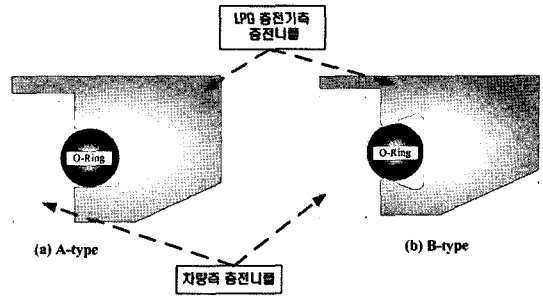 LPG 충전기측
충전니플
O-Ring
O-Ring
(a) A-type
(b) B-type
차량측 충전니플